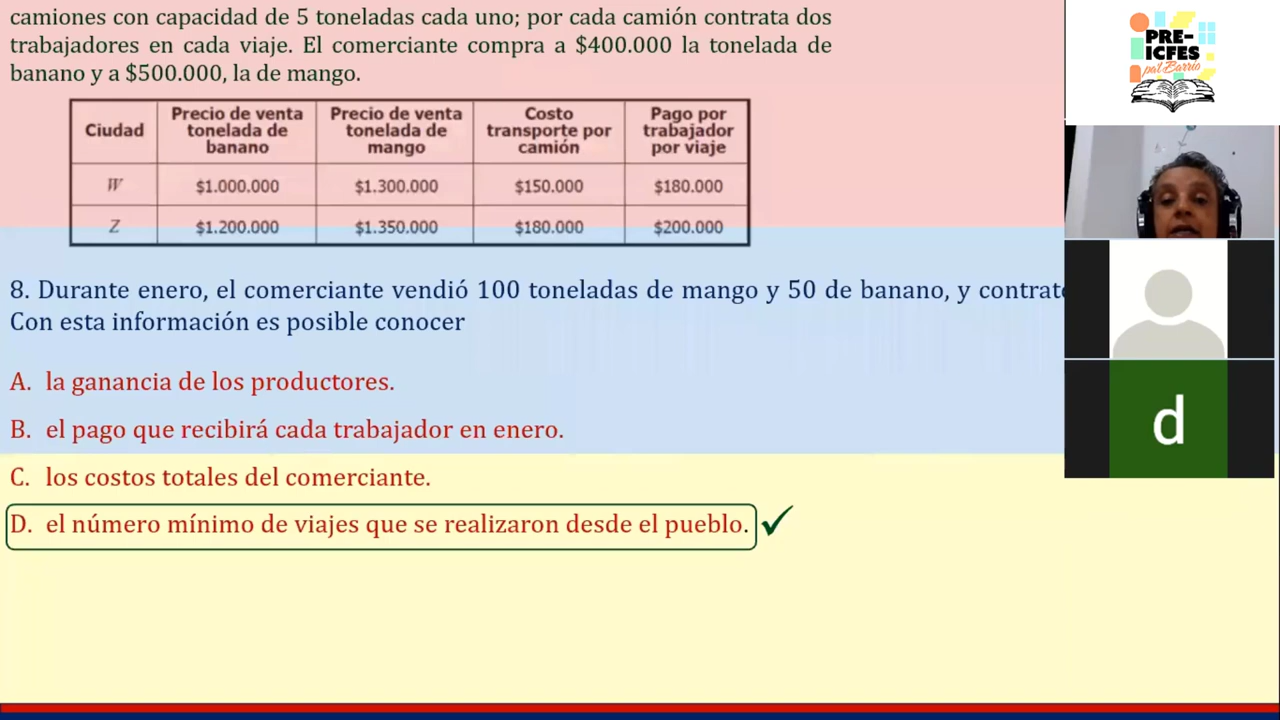 camiones con capacidad de 5 toneladas cada uno; por cada camión contrata dos
trabajadores en cada viaje. El comerciante compra a $400.000 la tonelada de
banano y a $500.000, la de mango.
Ciudad Precio de venta tonelada de banano Precio de venta tonelada de mango Costo transporte por camión Pago por trabajador por viaje
W $1.000.000 $1.300.000 $150.000 $180.000
Z $1.200.000 $1.350.000 $180.000 $200.000
8. Durante enero, el comerciante vendió 100 toneladas de mango y 50 de banano, y
Con esta información es posible conocer
A. la ganancia de los productores.
B. el pago que recibirá cada trabajador en enero.
C. los costos totales del comerciante.
D. el número mínimo de viajes que se realizaron desde el pueblo.
PRE-
ICFES
pa'l Barrio
d